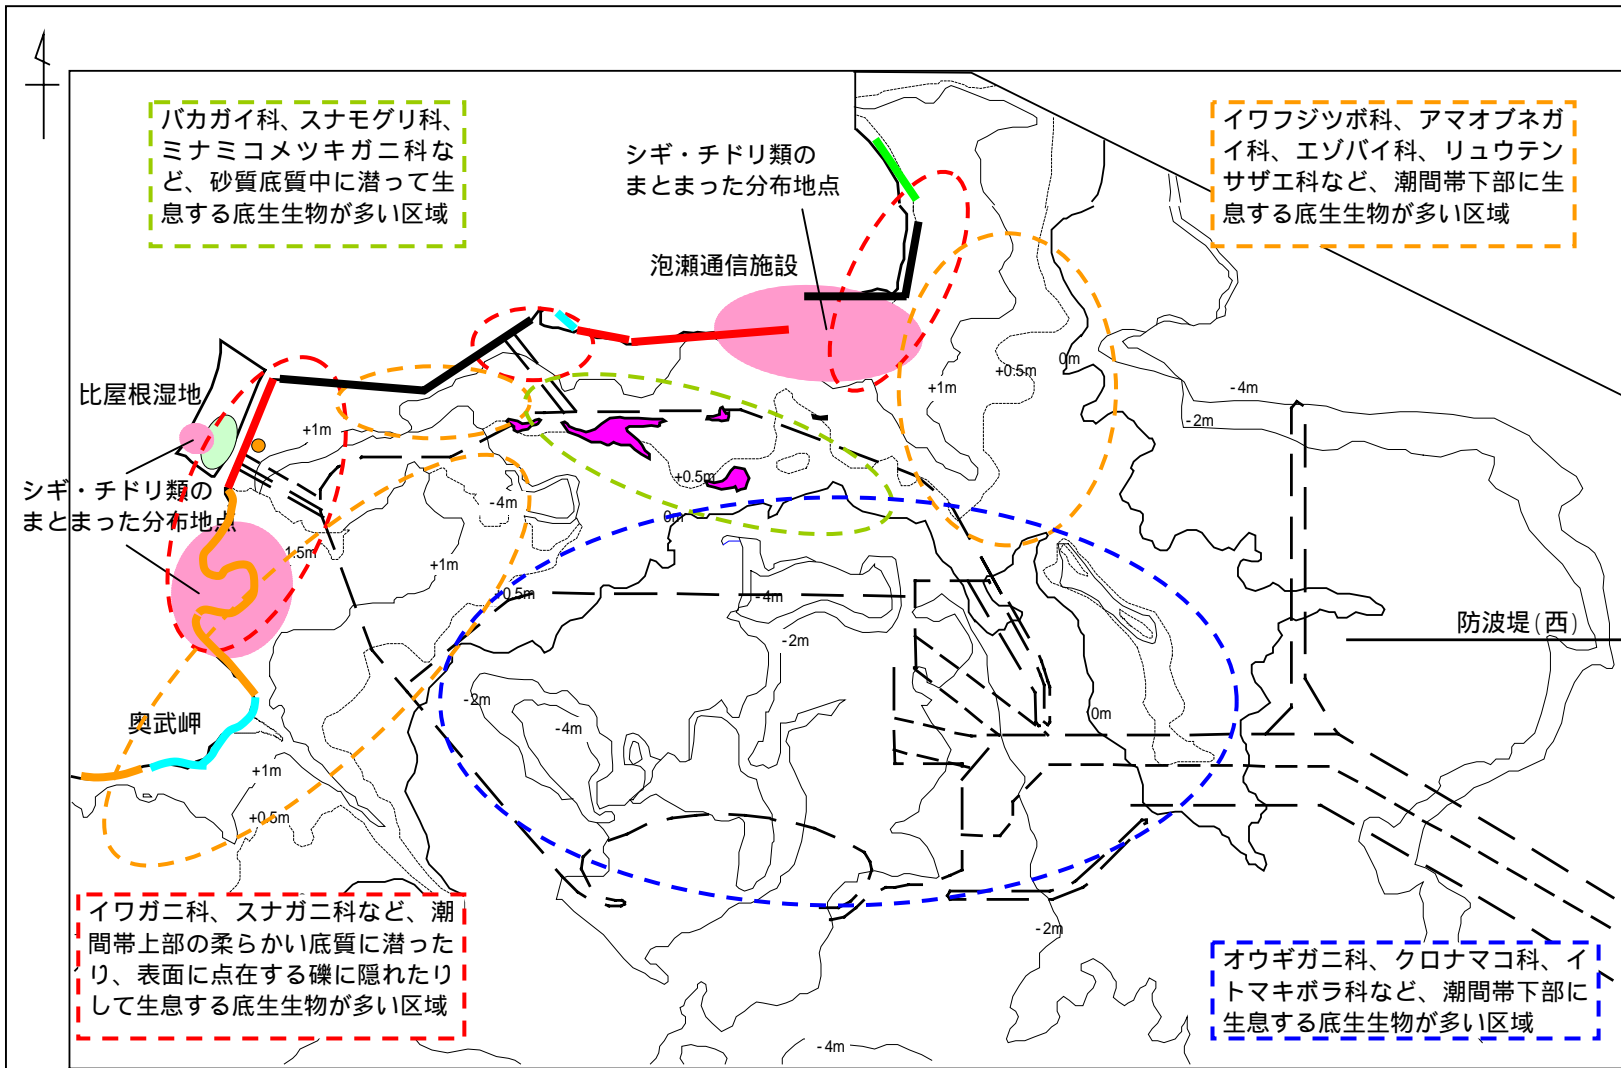 バカガイ科、スナモグリ科、
ミナミコメツキガニ科な
ど、砂質底質中に潜って生
息する底生生物が多い区域
シギ・チドリ類の
まとまった分布地点
イワフジツボ科、アマオブネガ
イ科、エゾバイ科、リュウテン
サザエ科など、潮間帯下部に生
息する底生生物が多い区域
泡瀬通信施設
0m
+0.5m
+1m
-4m
-2m
比屋根湿地
+1m
シギ・チドリ類の
まとまった分布地点
+0.5m
-4m
0m
1.5m
+1m
+0.5m
-4m
-2m
防波堤(西)
-2m
-4m
0m
奥武岬
+1m
+0.5m
イワガニ科、スナガニ科など、潮
間帯上部の柔らかい底質に潜った
り、表面に点在する礫に隠れたり
して生息する底生生物が多い区域
-2m
オウギガニ科、クロナマコ科、イ
トマキボラ科など、潮間帯下部に
生息する底生生物が多い区域
-4m